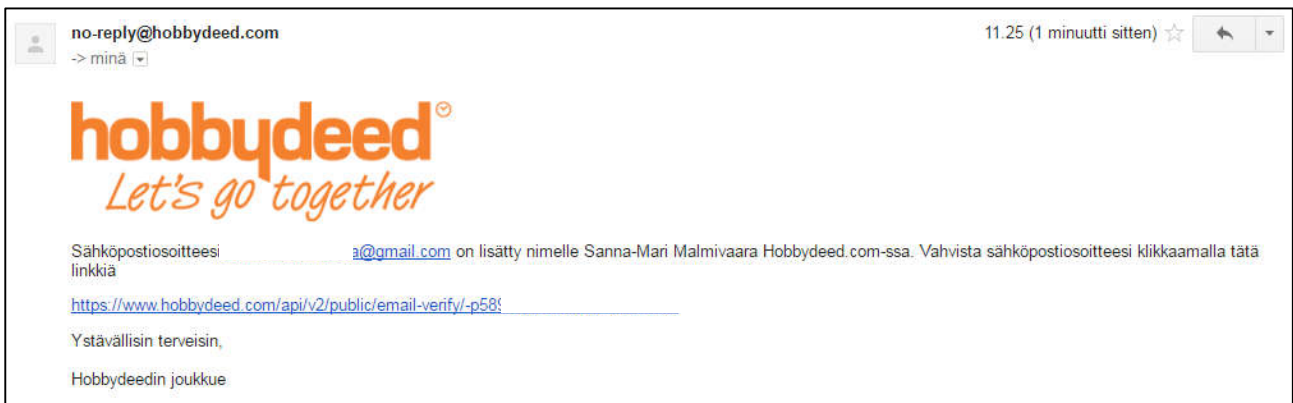 no-reply@hobbydeed.com 11.25 (1 minuutti sitten)
-> minä
hobbydeed
Let's go together
Sähköpostiosoitteesi a@gmail.com on lisätty nimelle Sanna-Mari Malmivaara Hobbydeed.com-ssa. Vahvista sähköpostiosoitteesi klikkaamalla tätä
linkkiä
https://www.hobbydeed.com/api/v2/public/email-verify/-p589
Ystävällisin terveisin,
Hobbydeedin joukkue